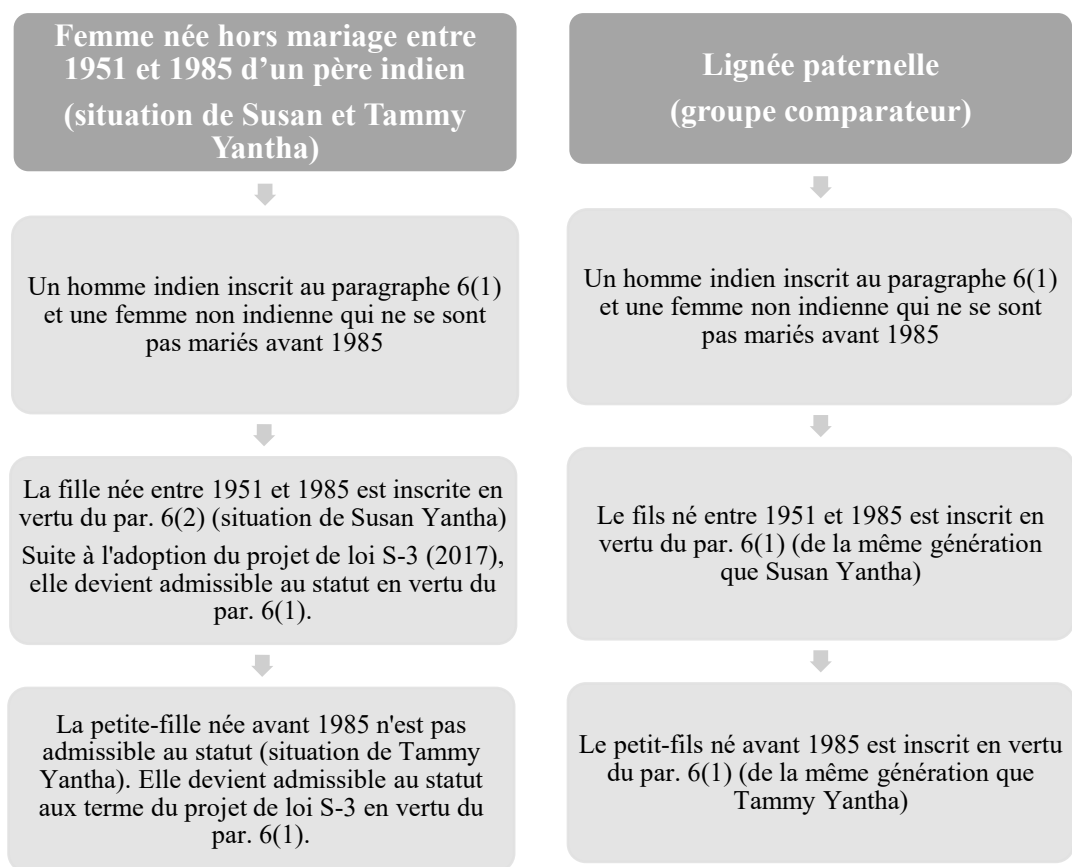 Femme née hors mariage entre
1951 et 1985 d’un père indien
(situation de Susan et Tammy
Yantha)
Un homme indien inscrit au paragraphe 6(1)
et une femme non indienne qui ne se sont
pas mariés avant 1985
La fille née entre 1951 et 1985 est inscrite en
vertu du par. 6(2) (situation de Susan Yantha)
Suite à l'adoption du projet de loi S-3 (2017),
elle devient admissible au statut en vertu du
par. 6(1).
La petite-fille née avant 1985 n'est pas
admissible au statut (situation de Tammy
Yantha). Elle devient admissible au statut
aux terme du projet de loi S-3 en vertu du
par. 6(1).
Lignée paternelle
(groupe comparateur)
Un homme indien inscrit au paragraphe 6(1)
et une femme non indienne qui ne se sont
pas mariés avant 1985
Le fils né entre 1951 et 1985 est inscrit en
vertu du par. 6(1) (de la même génération
que Susan Yantha)
Le petit-fils né avant 1985 est inscrit en vertu
du par. 6(1) (de la même génération que
Tammy Yantha)